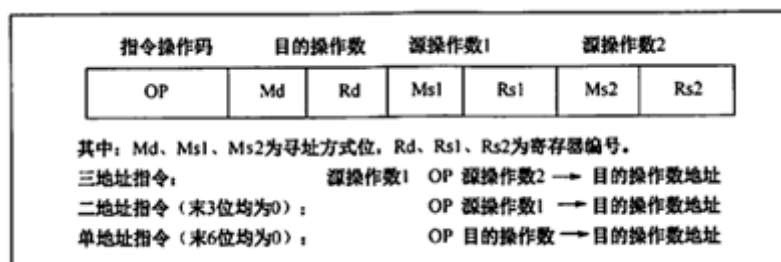 指令操作码 目的操作数 源操作数1 源操作数2
OP Md Rd Ms1 Rs1 Ms2 Rs2
其中：Md、Ms1、Ms2为寻址方式位，Rd、Rs1、Rs2为寄存器编号。
三地址指令： 源操作数1 OP 源操作数2 → 目的操作数地址
二地址指令（末3位均为0）： OP 源操作数1 → 目的操作数地址
单地址指令（末6位均为0）： OP 目的操作数 → 目的操作数地址